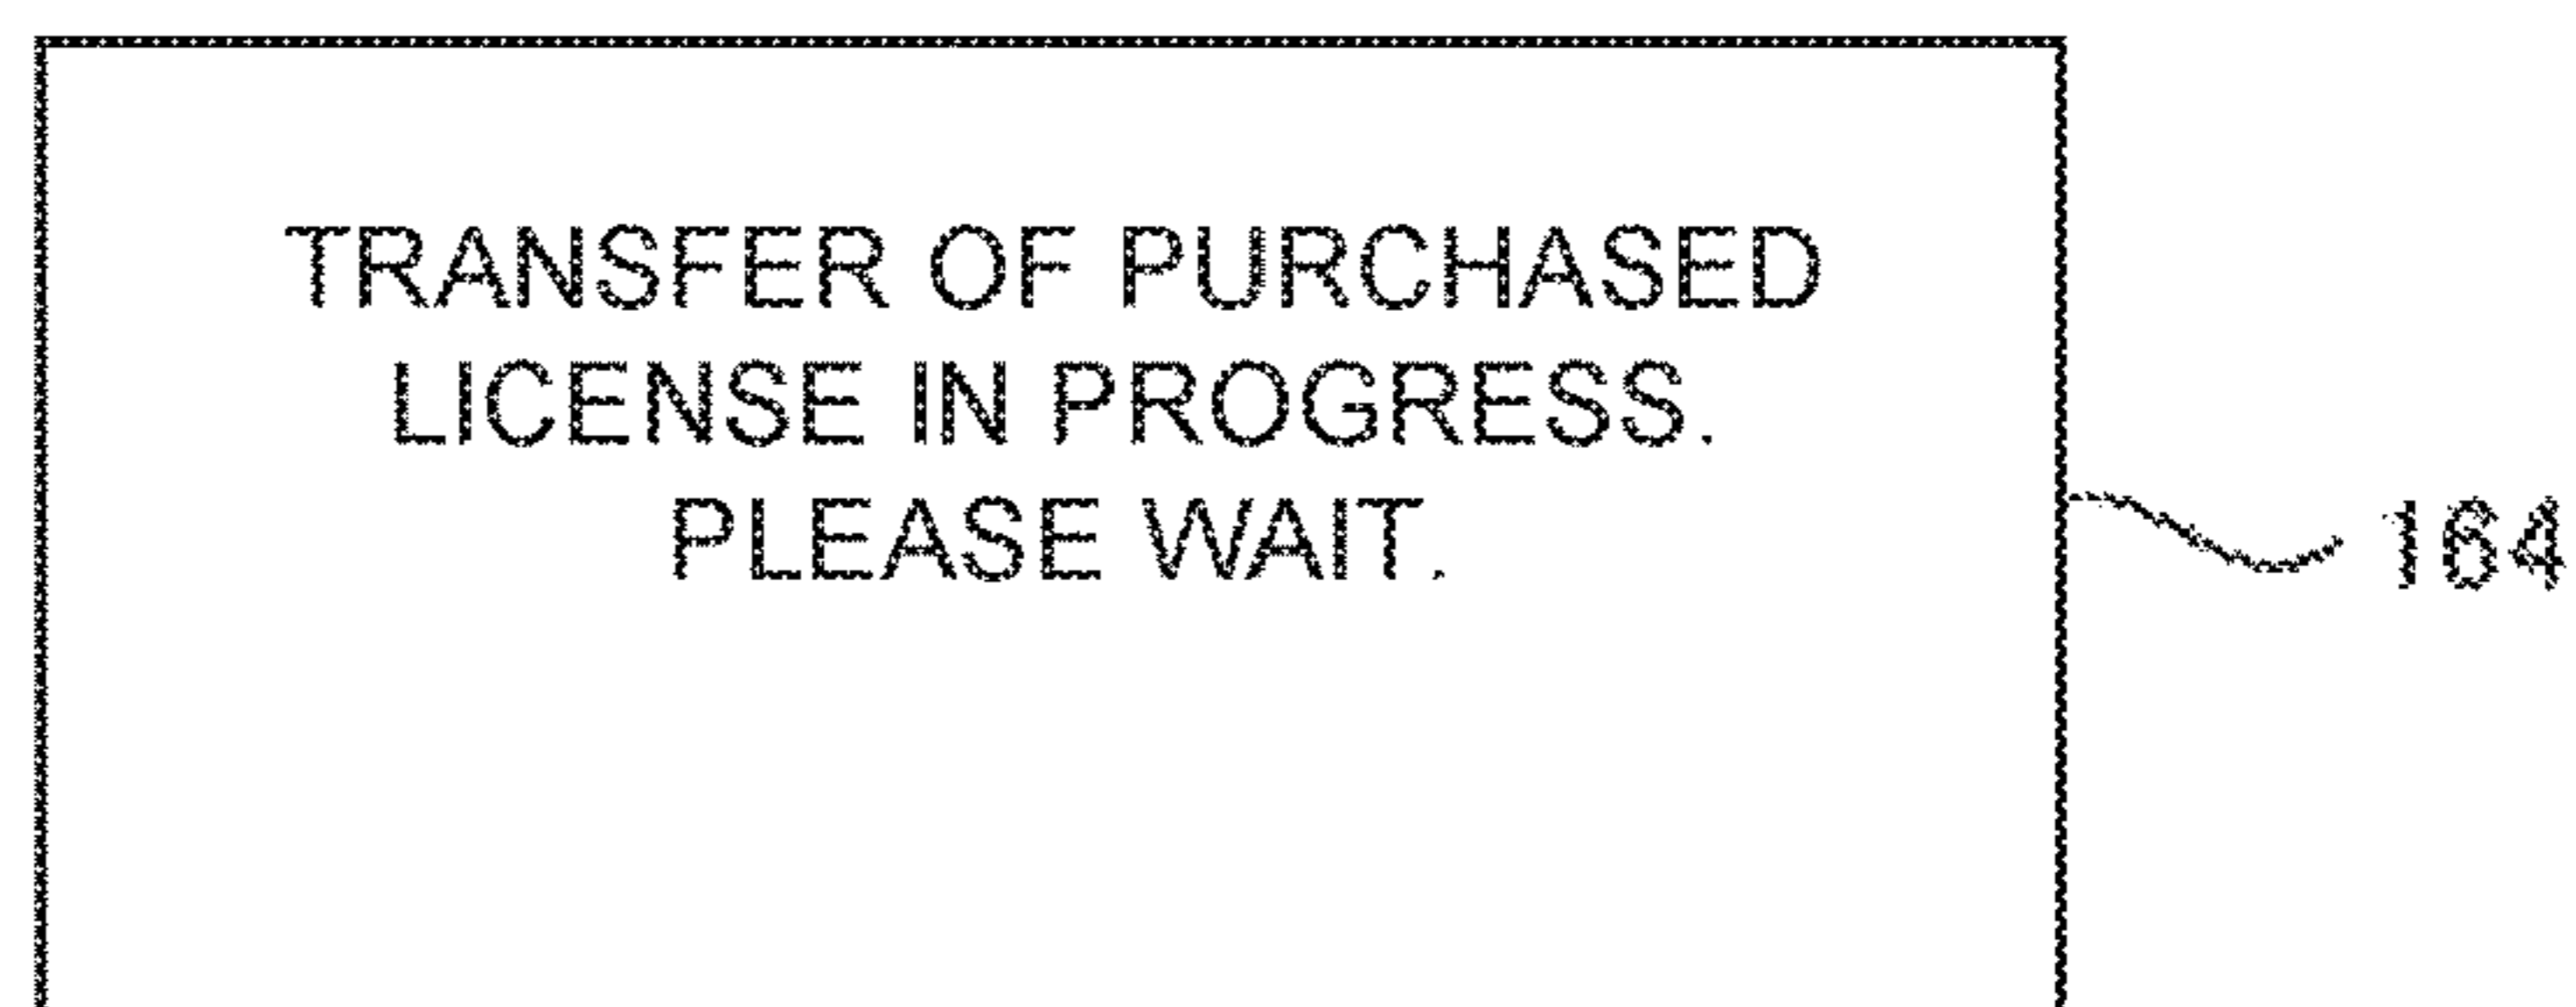 TRANSFER OF PURCHASED
LICENSE IN PROGRESS.
PLEASE WAIT.
164